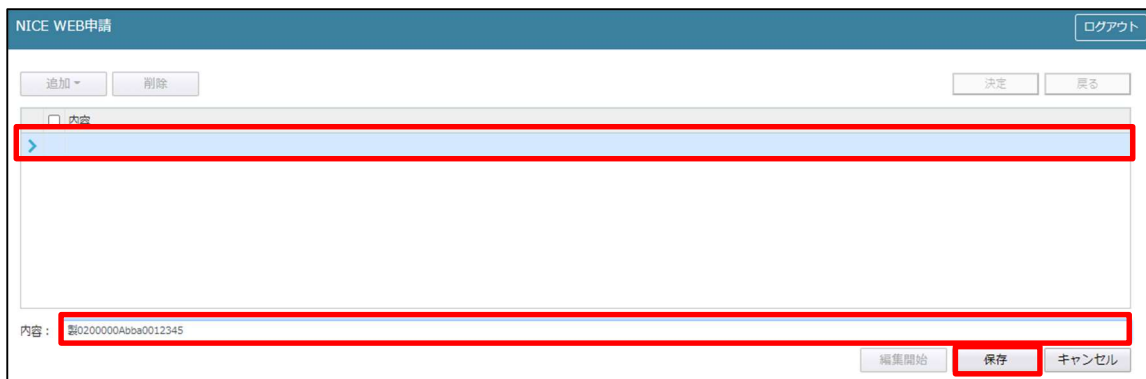 NICE WEB申請
ログアウト
追加
削除
決定
戻る
内容
内容：
製0200000Abba0012345
編集開始
保存
キャンセル